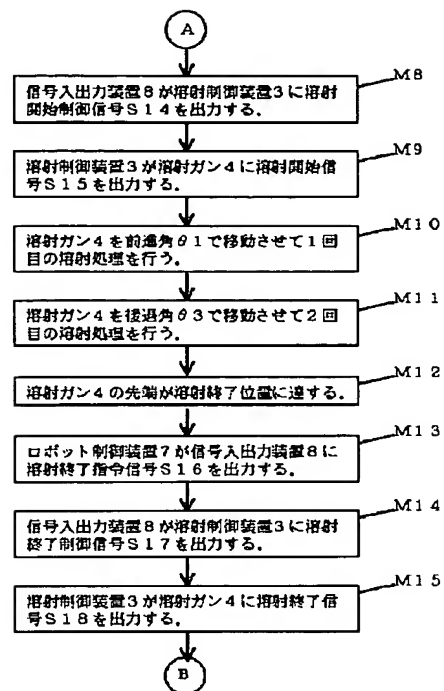 A
M8
信号入出力装置8が溶射制御装置3に溶射
開始制御信号S14を出力する。
M9
溶射制御装置3が溶射ガン4に溶射開始信
号S15を出力する。
M10
溶射ガン4を前進角θ1で移動させて1回
目の溶射処理を行う。
M11
溶射ガン4を後退角θ3で移動させて2回
目の溶射処理を行う。
M12
溶射ガン4の先端が溶射終了位置に達する。
M13
ロボット制御装置7が信号入出力装置8に
溶射終了指令信号S16を出力する。
M14
信号入出力装置8が溶射制御装置3に溶射
終了制御信号S17を出力する。
M15
溶射制御装置3が溶射ガン4に溶射終了信
号S18を出力する。
B